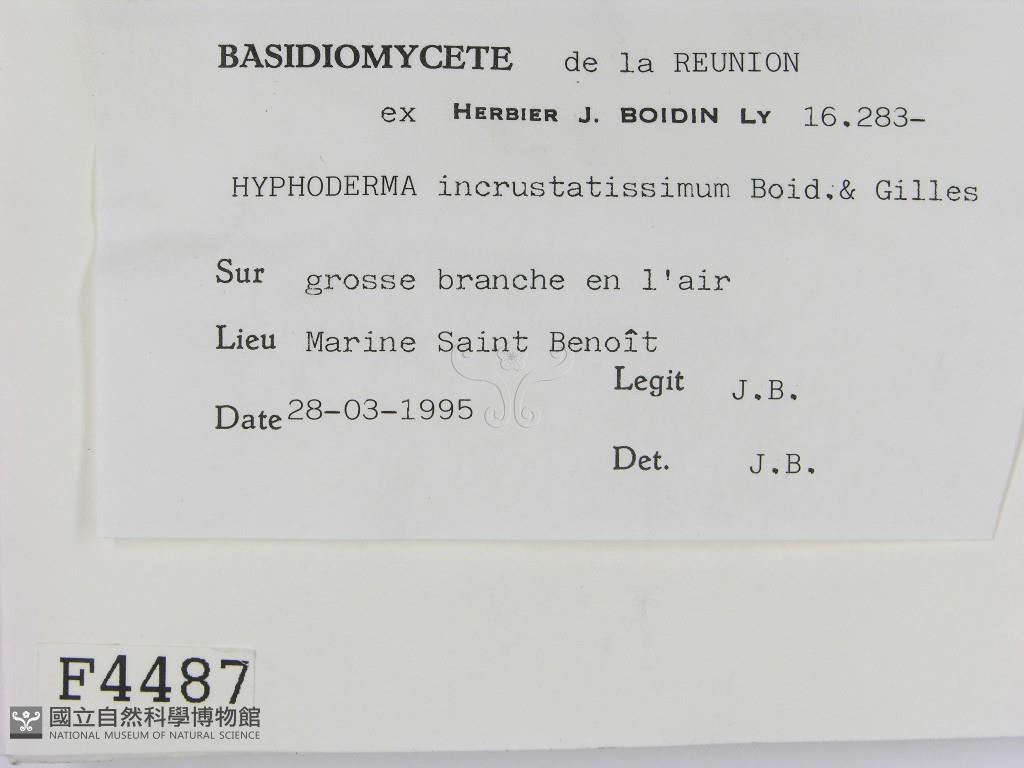 BASIDIOMYCETE de la REUNION
ex HERBIER J. BOIDIN LY 16.283-
HYPHODERMA incrustatissimum Boid.& Gilles
Sur grosse branche en l'air
Lieu Marine Saint Benoît
Legit J.B.
Date 28-03-1995
Det. J.B.
F4487
國立自然科學博物館
NATIONAL MUSEUM OF NATURAL SCIENCE